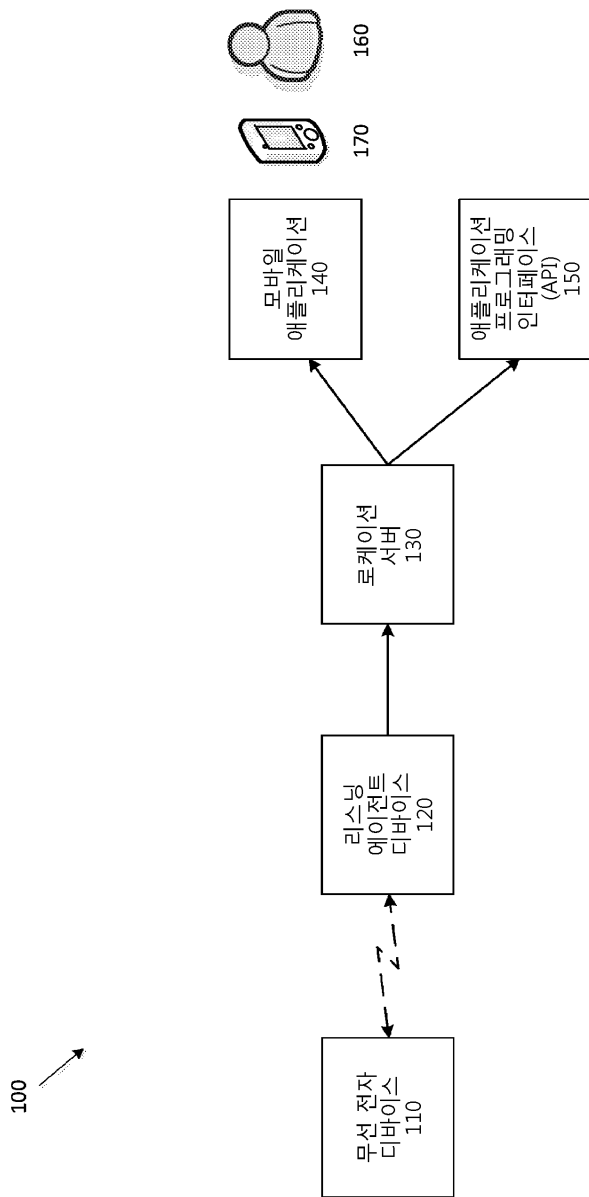 100
무선 전자
디바이스
110
리스닝
에이전트
디바이스
120
로케이션
서버
130
모바일
애플리케이션
140
애플리케이션
프로그래밍
인터페이스
(API)
150
170
160